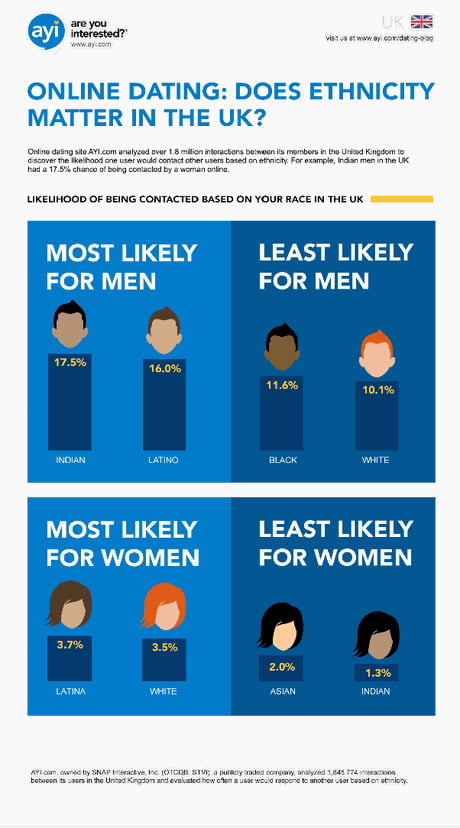 ayi
are you
interested?®
www.ayi.com
UK
visit us at www.ayi.com/dating-blog
ONLINE DATING: DOES ETHNICITY
MATTER IN THE UK?
Online dating site AYI.com analyzed over 1.8 million interactions between its members in the United Kingdom to
discover the likelihood one user would contact other users based on ethnicity. For example, Indian men in the UK
had a 17.5% chance of being contacted by a woman online.
LIKELIHOOD OF BEING CONTACTED BASED ON YOUR RACE IN THE UK
MOST LIKELY
FOR MEN
17.5%
16.0%
INDIAN
LATINO
LEAST LIKELY
FOR MEN
11.6%
10.1%
BLACK
WHITE
MOST LIKELY
FOR WOMEN
3.7%
3.5%
LATINA
WHITE
LEAST LIKELY
FOR WOMEN
2.0%
1.3%
ASIAN
INDIAN
AYI.com, owned by SNAP Interactive, Inc. (OTCQB: STVI), a publicly traded company, analyzed 1,845,774 interactions
between its users in the United Kingdom and evaluated how often a user would respond to another user based on ethnicity.